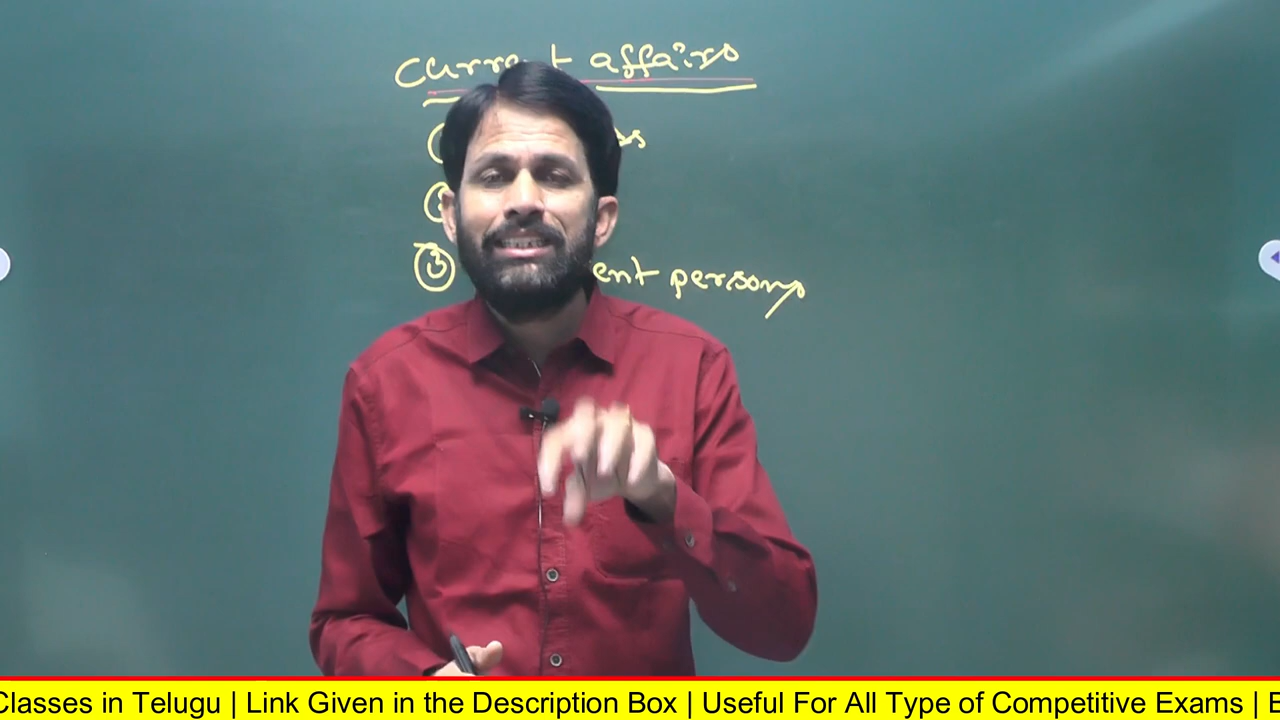 Current affairs
③ ent persons
Classes in Telugu | Link Given in the Description Box | Useful For All Type of Competitive Exams |